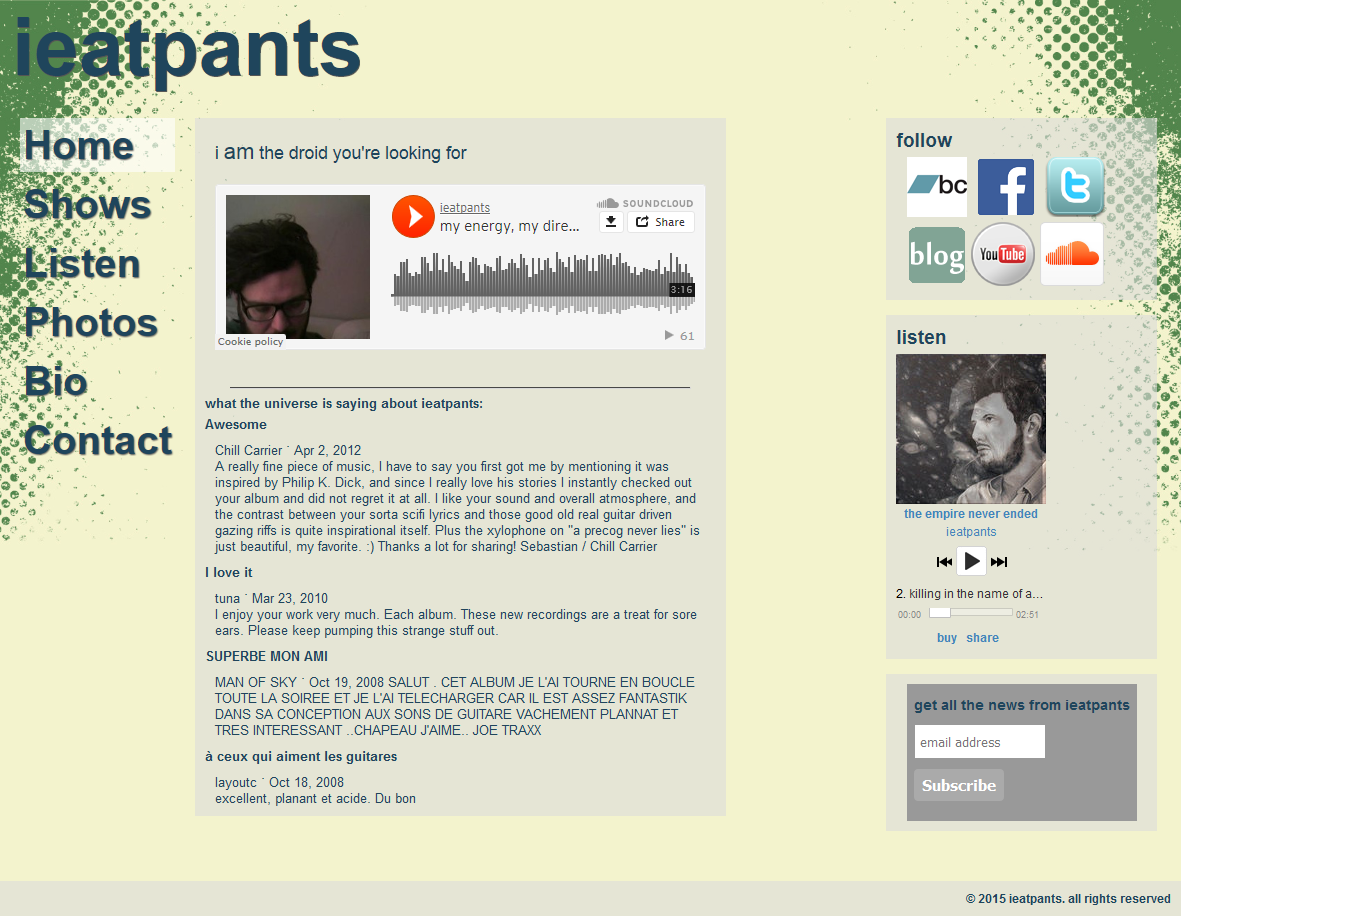 ieatpants
Home
Shows
Listen
Photos
Bio
Contact
i am the droid you're looking for
ieatpants
my energy, my dire...
SOUNDCLOUD
Share
3:16
61
Cookie policy
what the universe is saying about ieatpants:
Awesome
Chill Carrier ˙ Apr 2, 2012
A really fine piece of music, I have to say you first got me by mentioning it was
inspired by Philip K. Dick, and since I really love his stories I instantly checked out
your album and did not regret it at all. I like your sound and overall atmosphere, and
the contrast between your sorta scifi lyrics and those good old real guitar driven
gazing riffs is quite inspirational itself. Plus the xylophone on "a precog never lies" is
just beautiful, my favorite. :) Thanks a lot for sharing! Sebastian / Chill Carrier
I love it
tuna ˙ Mar 23, 2010
I enjoy your work very much. Each album. These new recordings are a treat for sore
ears. Please keep pumping this strange stuff out.
SUPERBE MON AMI
MAN OF SKY ˙ Oct 19, 2008 SALUT . CET ALBUM JE L'AI TOURNE EN BOUCLE
TOUTE LA SOIREE ET JE L'AI TELECHARGER CAR IL EST ASSEZ FANTASTIK
DANS SA CONCEPTION AUX SONS DE GUITARE VACHEMENT PLANNAT ET
TRES INTERESSANT ..CHAPEAU J'AIME.. JOE TRAXX
à ceux qui aiment les guitares
layoutc ˙ Oct 18, 2008
excellent, planant et acide. Du bon
follow
bc
f
t
blog
YouTube
listen
the empire never ended
ieatpants
2. killing in the name of a...
00:00 02:51
buy share
get all the news from ieatpants
email address
Subscribe
© 2015 ieatpants. all rights reserved